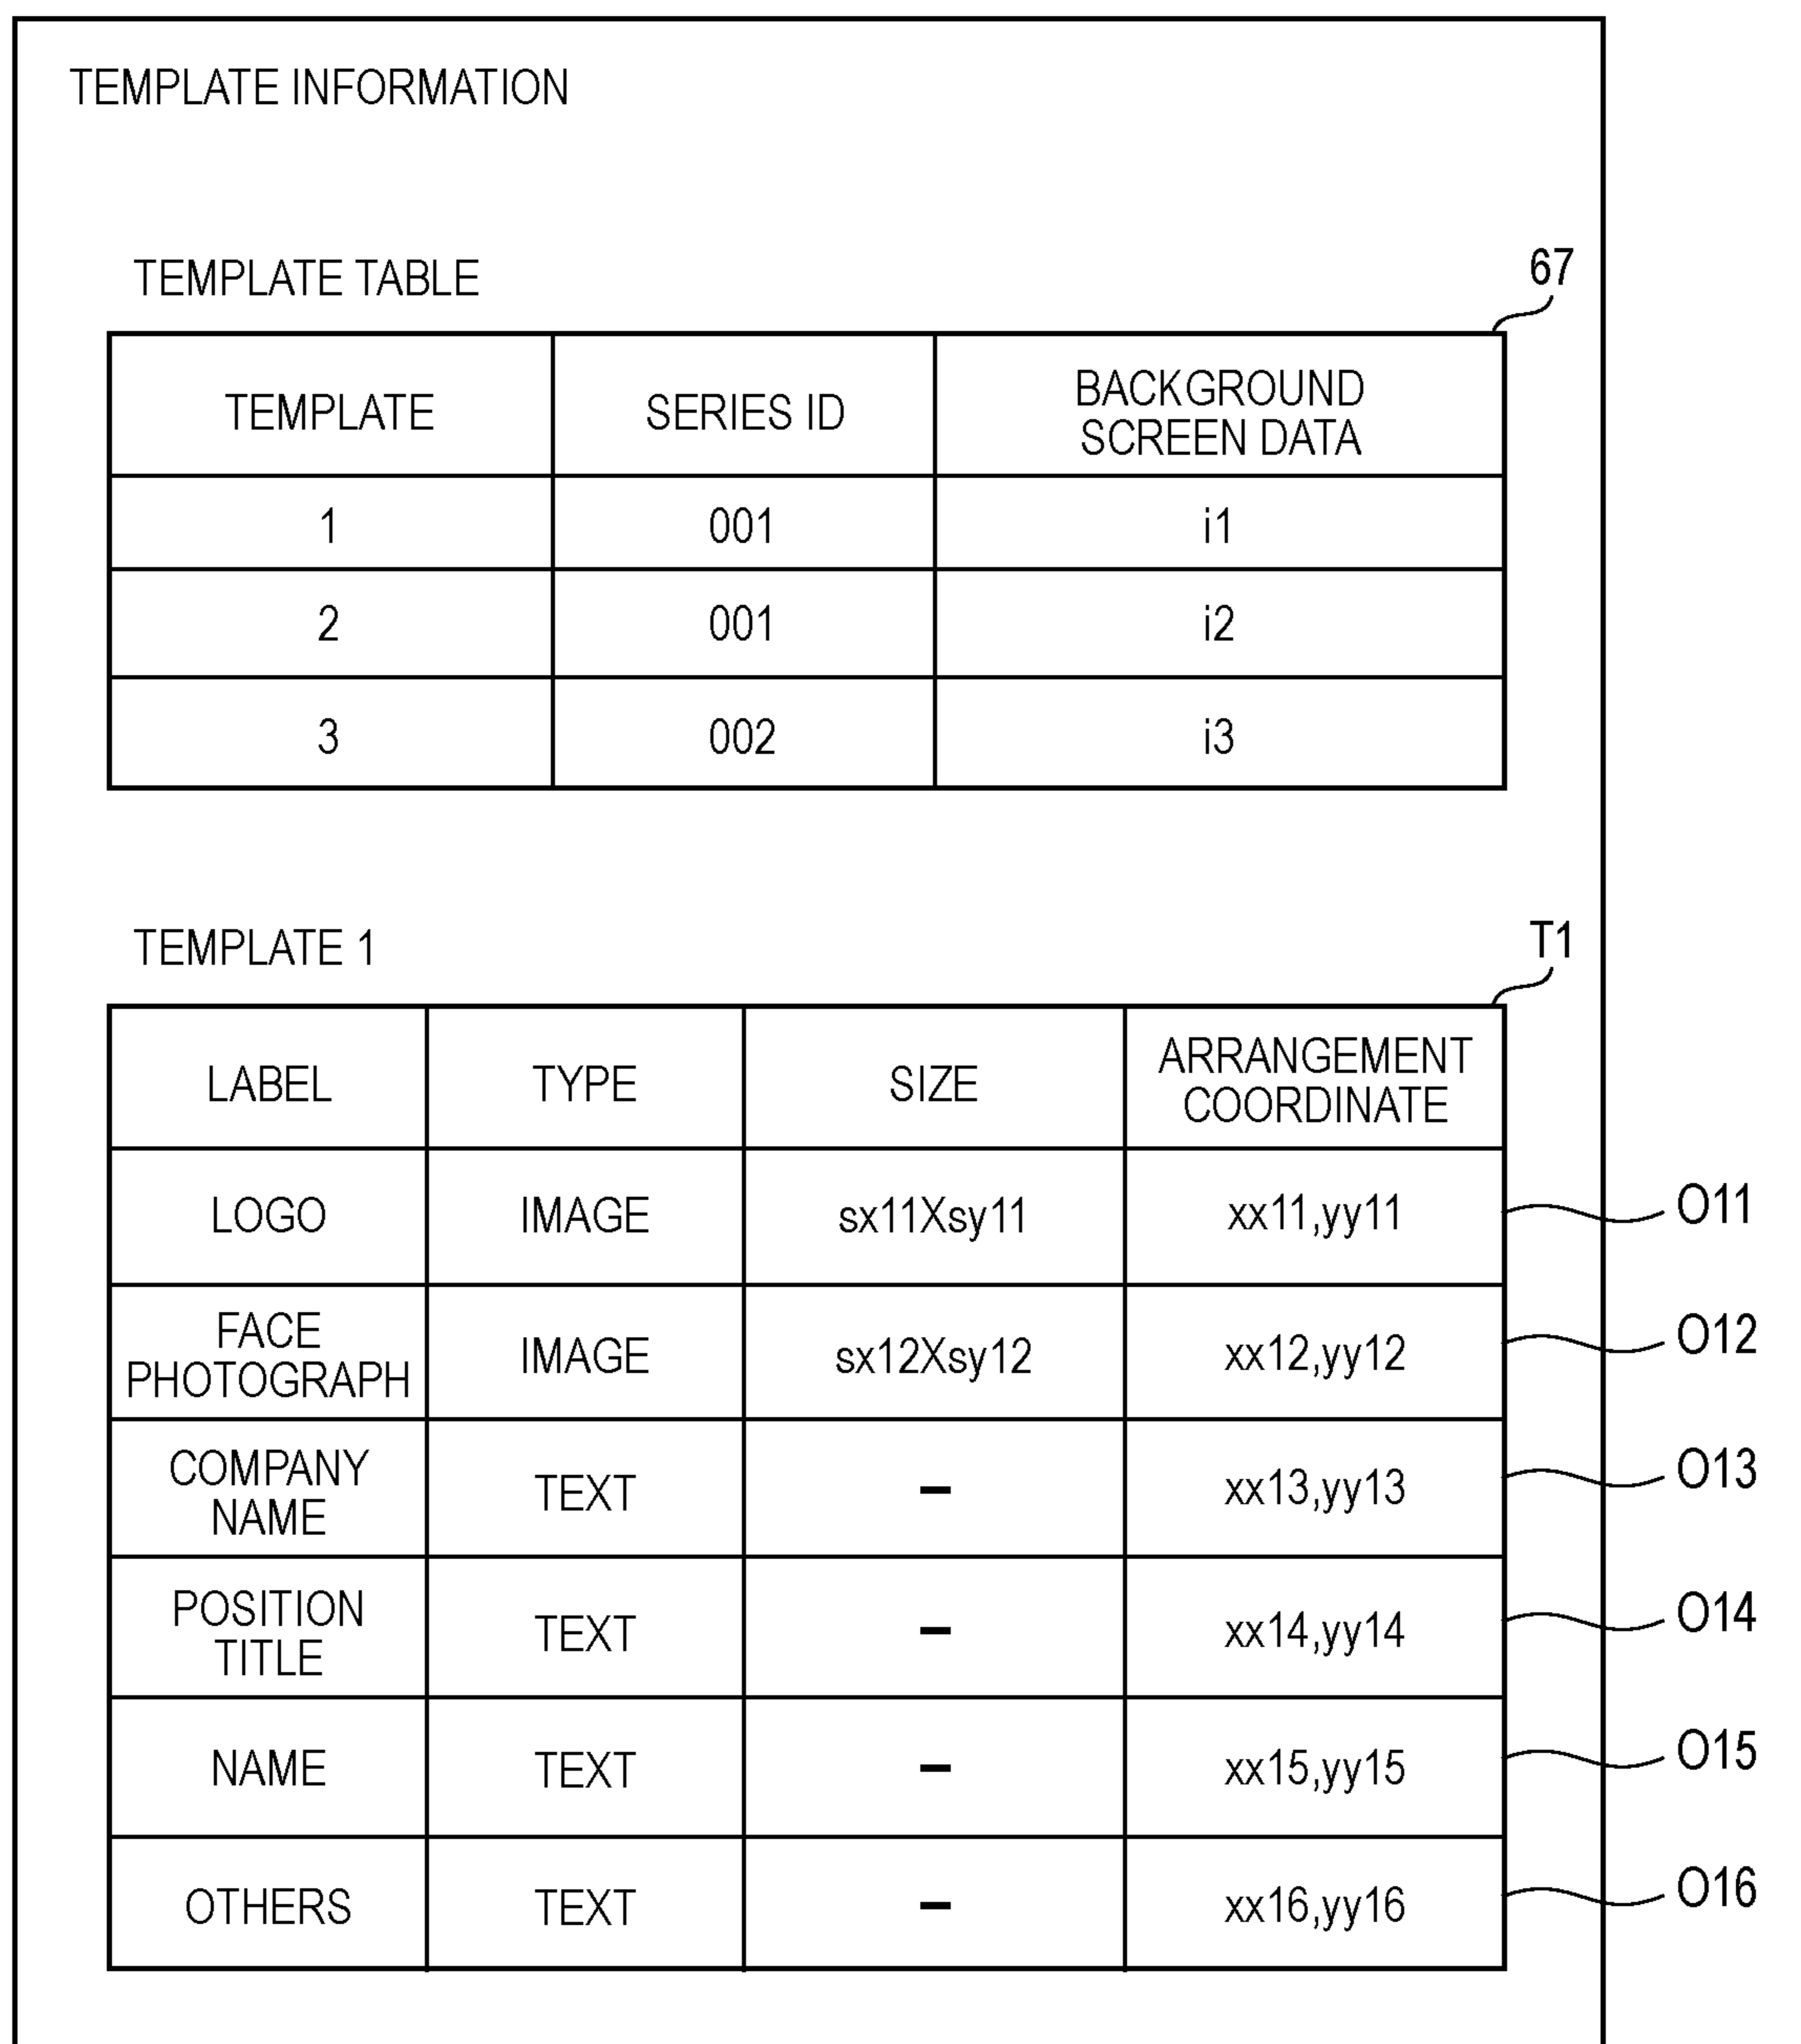 TEMPLATE INFORMATION
TEMPLATE TABLE
67
TEMPLATE SERIES ID BACKGROUND SCREEN DATA
1 001 i1
2 001 i2
3 002 i3
TEMPLATE 1
T1
LABEL TYPE SIZE ARRANGEMENT COORDINATE
LOGO IMAGE sx11Xsy11 xx11,yy11 O11
FACE PHOTOGRAPH IMAGE sx12Xsy12 xx12,yy12 O12
COMPANY NAME TEXT – xx13,yy13 O13
POSITION TITLE TEXT – xx14,yy14 O14
NAME TEXT – xx15,yy15 O15
OTHERS TEXT – xx16,yy16 O16